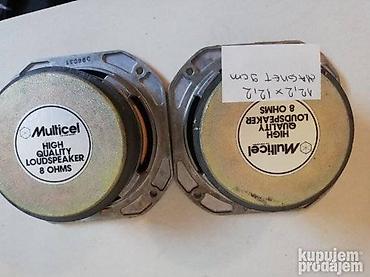 Multicel
HIGH
QUALITY
LOUDSPEAKER
8 OHMS
12,2 x 12,2
MAGNET 9cm
Multicel
HIGH
QUALITY
LOUDSPEAKER
8 OHMS
kupujem
prodajem